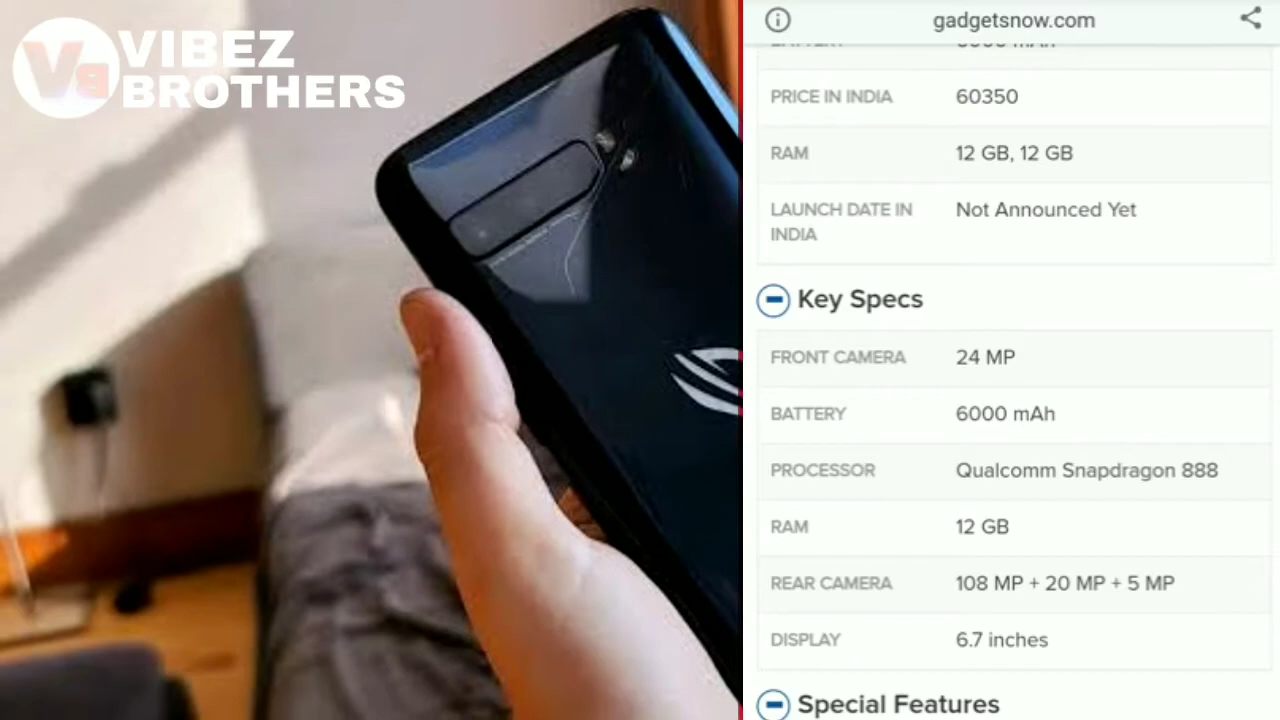 VB VIBEZ
BROTHERS
gadgetsnow.com
PRICE IN INDIA 60350
RAM 12 GB, 12 GB
LAUNCH DATE IN Not Announced Yet
INDIA
Key Specs
FRONT CAMERA 24 MP
BATTERY 6000 mAh
PROCESSOR Qualcomm Snapdragon 888
RAM 12 GB
REAR CAMERA 108 MP + 20 MP + 5 MP
DISPLAY 6.7 inches
Special Features